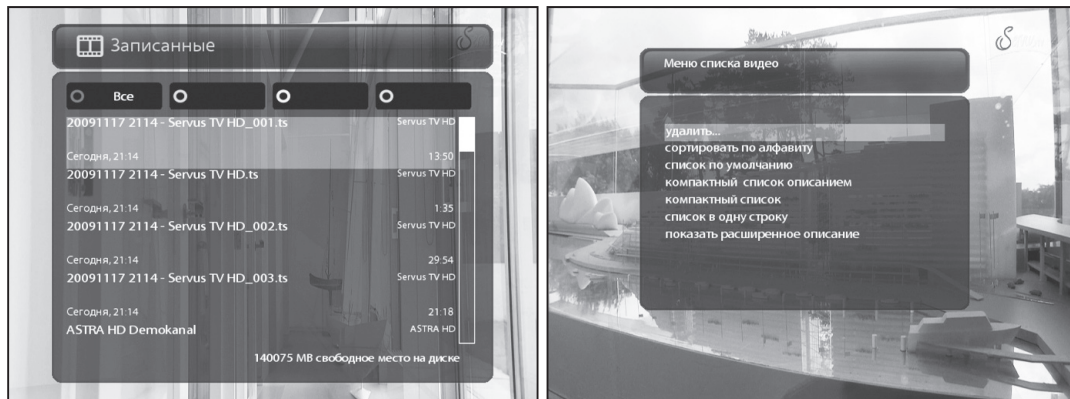 Записанные
Все
20091117 2114 - Servus TV HD_001.ts
Servus TV HD
Сегодня, 21:14
13:50
20091117 2114 - Servus TV HD.ts
Servus TV HD
Сегодня, 21:14
1:35
20091117 2114 - Servus TV HD_002.ts
Servus TV HD
Сегодня, 21:14
29:54
20091117 2114 - Servus TV HD_003.ts
Servus TV HD
Сегодня, 21:14
21:18
ASTRA HD Demokanal
ASTRA HD
140075 MB свободное место на диске
Меню списка видео
удалить...
сортировать по алфавиту
список по умолчанию
компактный список описанием
компактный список
список в одну строку
показать расширенное описание